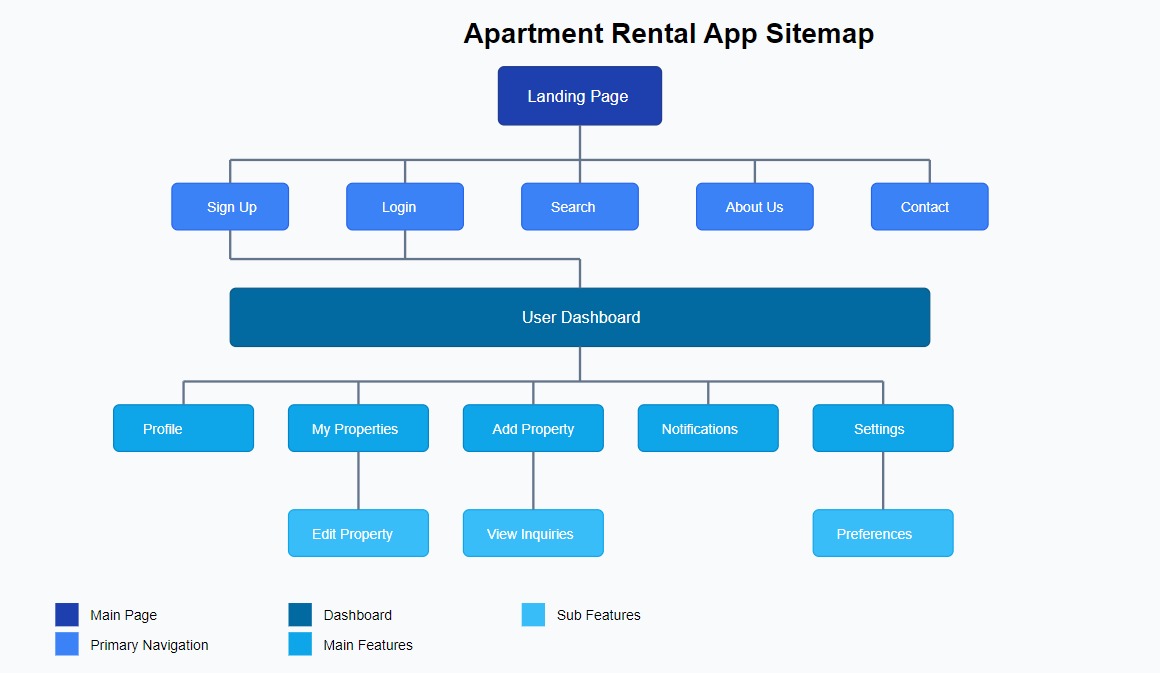 Apartment Rental App Sitemap
Landing Page
Sign Up
Login
Search
About Us
Contact
User Dashboard
Profile
My Properties
Add Property
Notifications
Settings
Edit Property
View Inquiries
Preferences
Main Page
Dashboard
Sub Features
Primary Navigation
Main Features